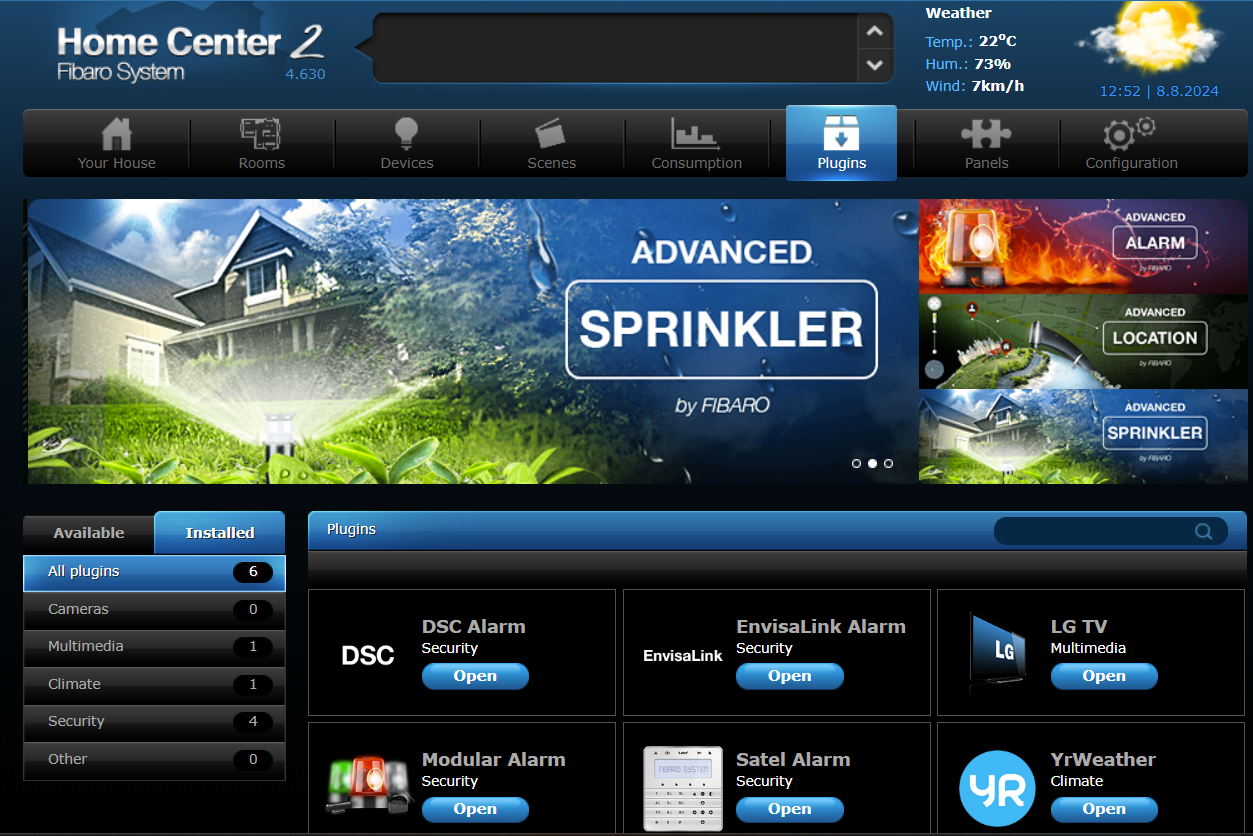 Home Center 2
Fibaro System
4.630
Weather
Temp.: 22°C
Hum.: 73%
Wind: 7km/h
12:52 | 8.8.2024
Your House
Rooms
Devices
Scenes
Consumption
Plugins
Panels
Configuration
ADVANCED
SPRINKLER
by FIBARO
ADVANCED
ALARM
by FIBARO
ADVANCED
LOCATION
by FIBARO
ADVANCED
SPRINKLER
by FIBARO
Available
Installed
All plugins 6
Cameras 0
Multimedia 1
Climate 1
Security 4
Other 0
Plugins
DSC
DSC Alarm
Security
Open
EnvisaLink
EnvisaLink Alarm
Security
Open
LG
LG TV
Multimedia
Open
Modular Alarm
Security
Open
FIBARO SYSTEM
Satel Alarm
Security
Open
YR
YrWeather
Climate
Open